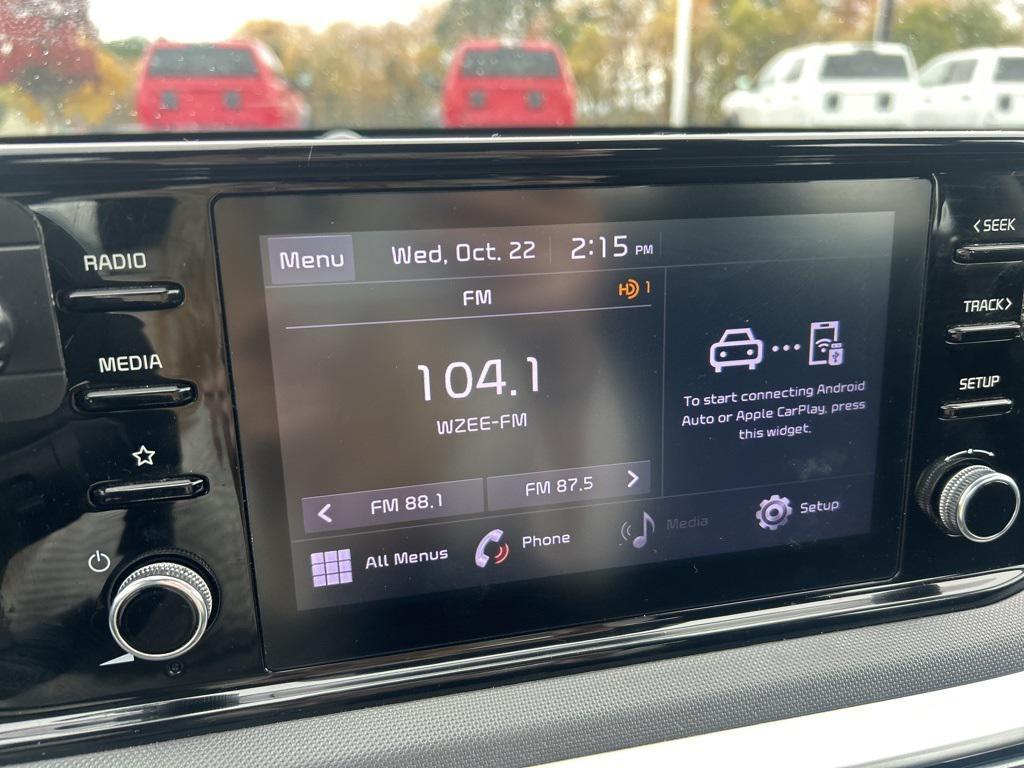 RADIO
MEDIA
Menu
Wed, Oct. 22
2:15 PM
FM
HD 1
104.1
WZEE-FM
< FM 88.1
FM 87.5 >
To start connecting Android
Auto or Apple CarPlay, press
this widget.
All Menus
Phone
Media
Setup
< SEEK
TRACK >
SETUP